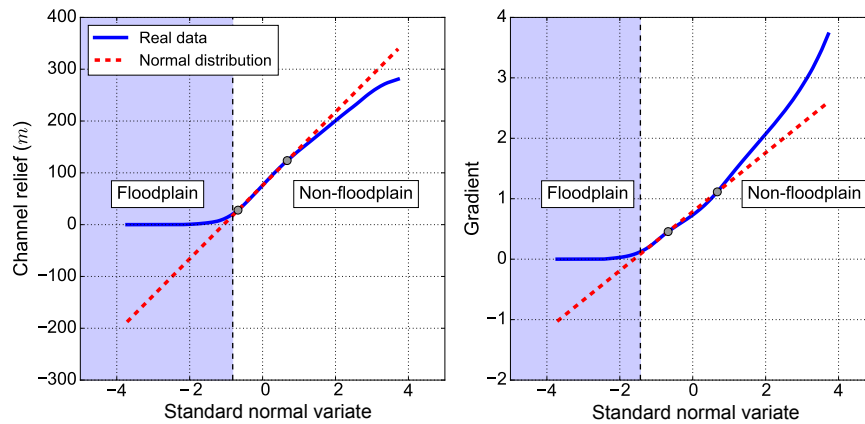 400
300
200
100
0
−100
−200
−300
Channel relief (m)
Real data
Normal distribution
Floodplain
Non-floodplain
−4
−2
0
2
4
Standard normal variate
4
3
2
1
0
−1
−2
Gradient
Floodplain
Non-floodplain
−4
−2
0
2
4
Standard normal variate